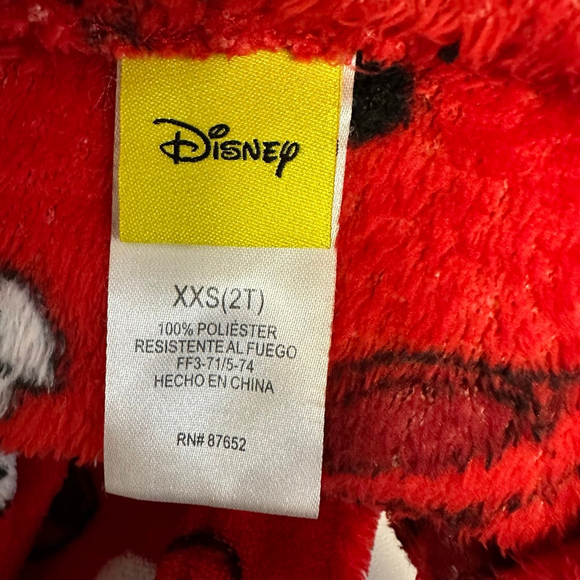 Disney
XXS(2T)
100% POLIÉSTER
RESISTENTE AL FUEGO
FF3-71/5-74
HECHO EN CHINA
RN# 87652